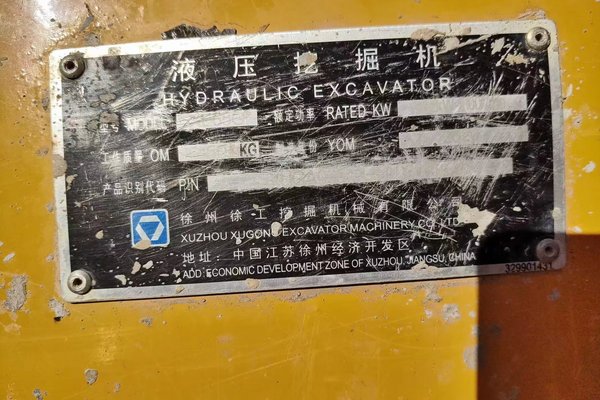 液压挖掘机
HYDRAULIC EXCAVATOR
型号 MODEL 额定功率 RATED KW
工作质量 OM KG YOM
产品识别代码 PIN
徐州徐工挖掘机械有限公司
XUZHOU XUGONG EXCAVATOR MACHINERY CO., LTD
地址: 中国江苏徐州经济开发区
ADD: ECONOMIC DEVELOPMENT ZONE OF XUZHOU, JIANGSU, CHINA
329901431